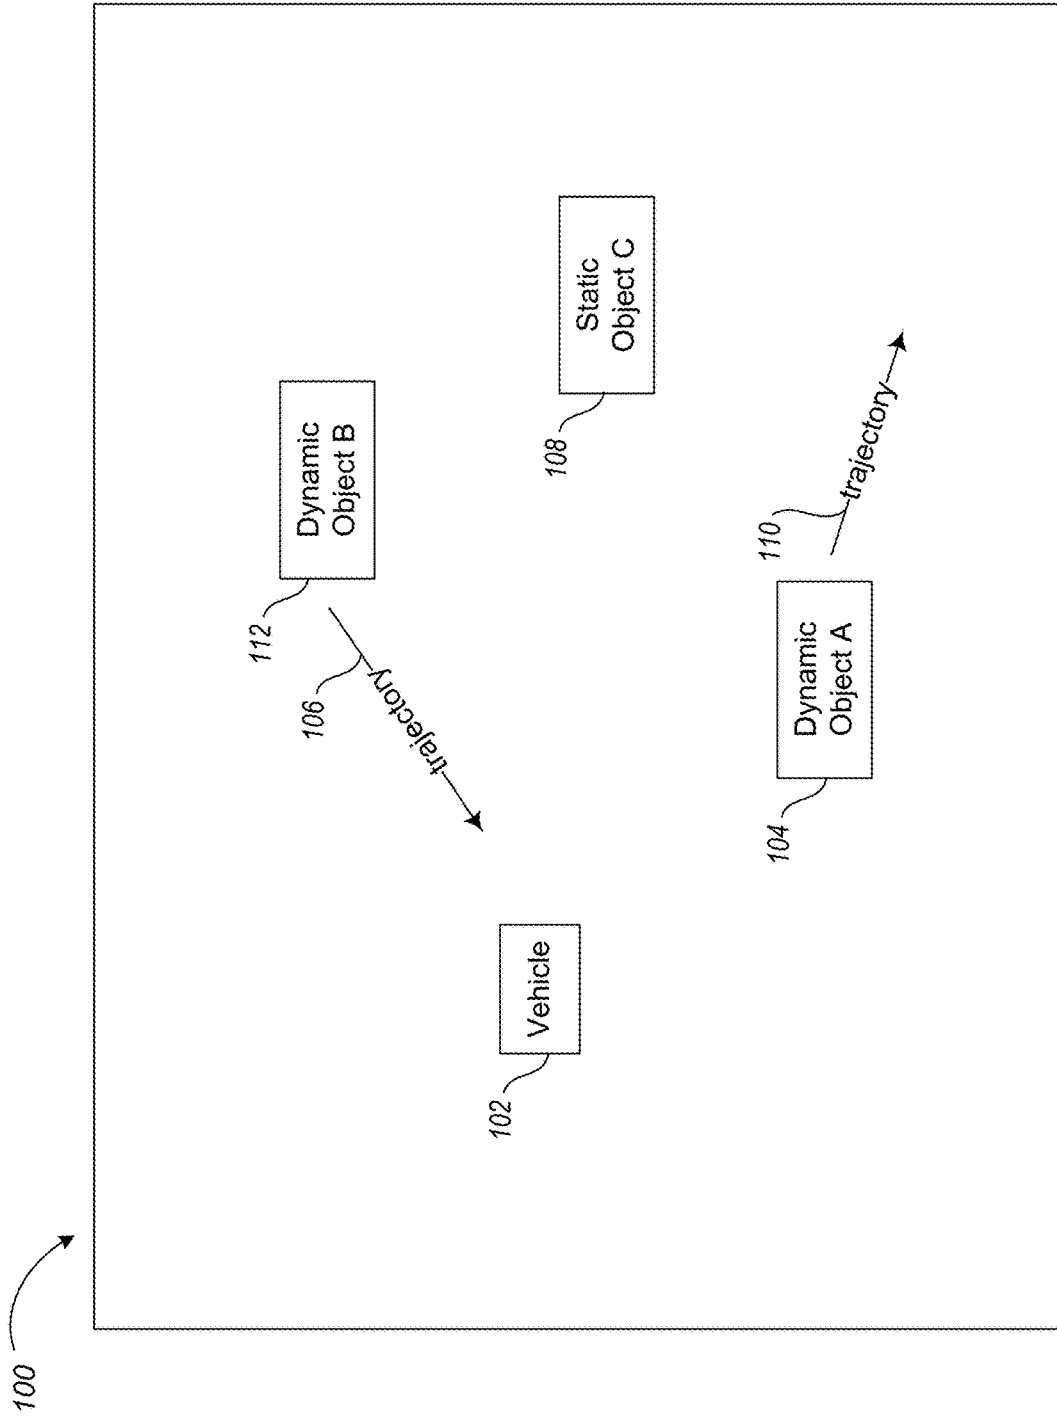 100
112
Dynamic
Object B
106
trajectory
102
Vehicle
108
Static
Object C
110
trajectory
104
Dynamic
Object A